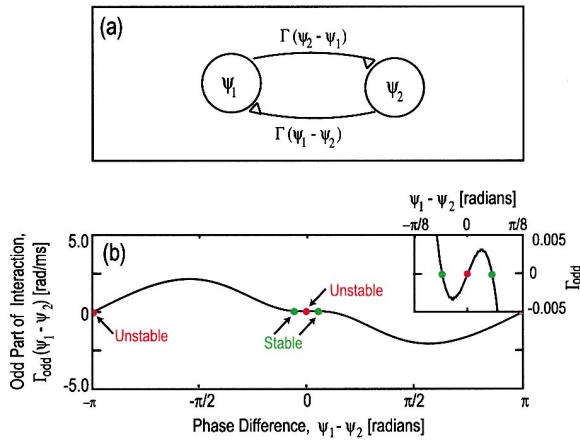 (a)
Γ (ψ₂ - ψ₁)
ψ₁
ψ₂
Γ (ψ₁ - ψ₂)
ψ₁ - ψ₂ [radians]
-π/8 0 π/8
(b)
5.0
0
-5.0
0.005
0
-0.005
Γodd
Unstable
Unstable
Stable
Odd Part of Interaction,
Γodd (ψ₁ - ψ₂) [rad/ms]
-π -π/2 0 π/2 π
Phase Difference, ψ₁ - ψ₂ [radians]